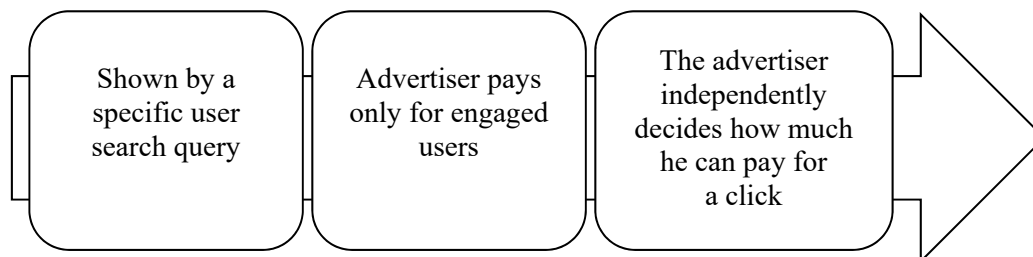 Shown by a
specific user
search query
Advertiser pays
only for engaged
users
The advertiser
independently
decides how much
he can pay for
a click